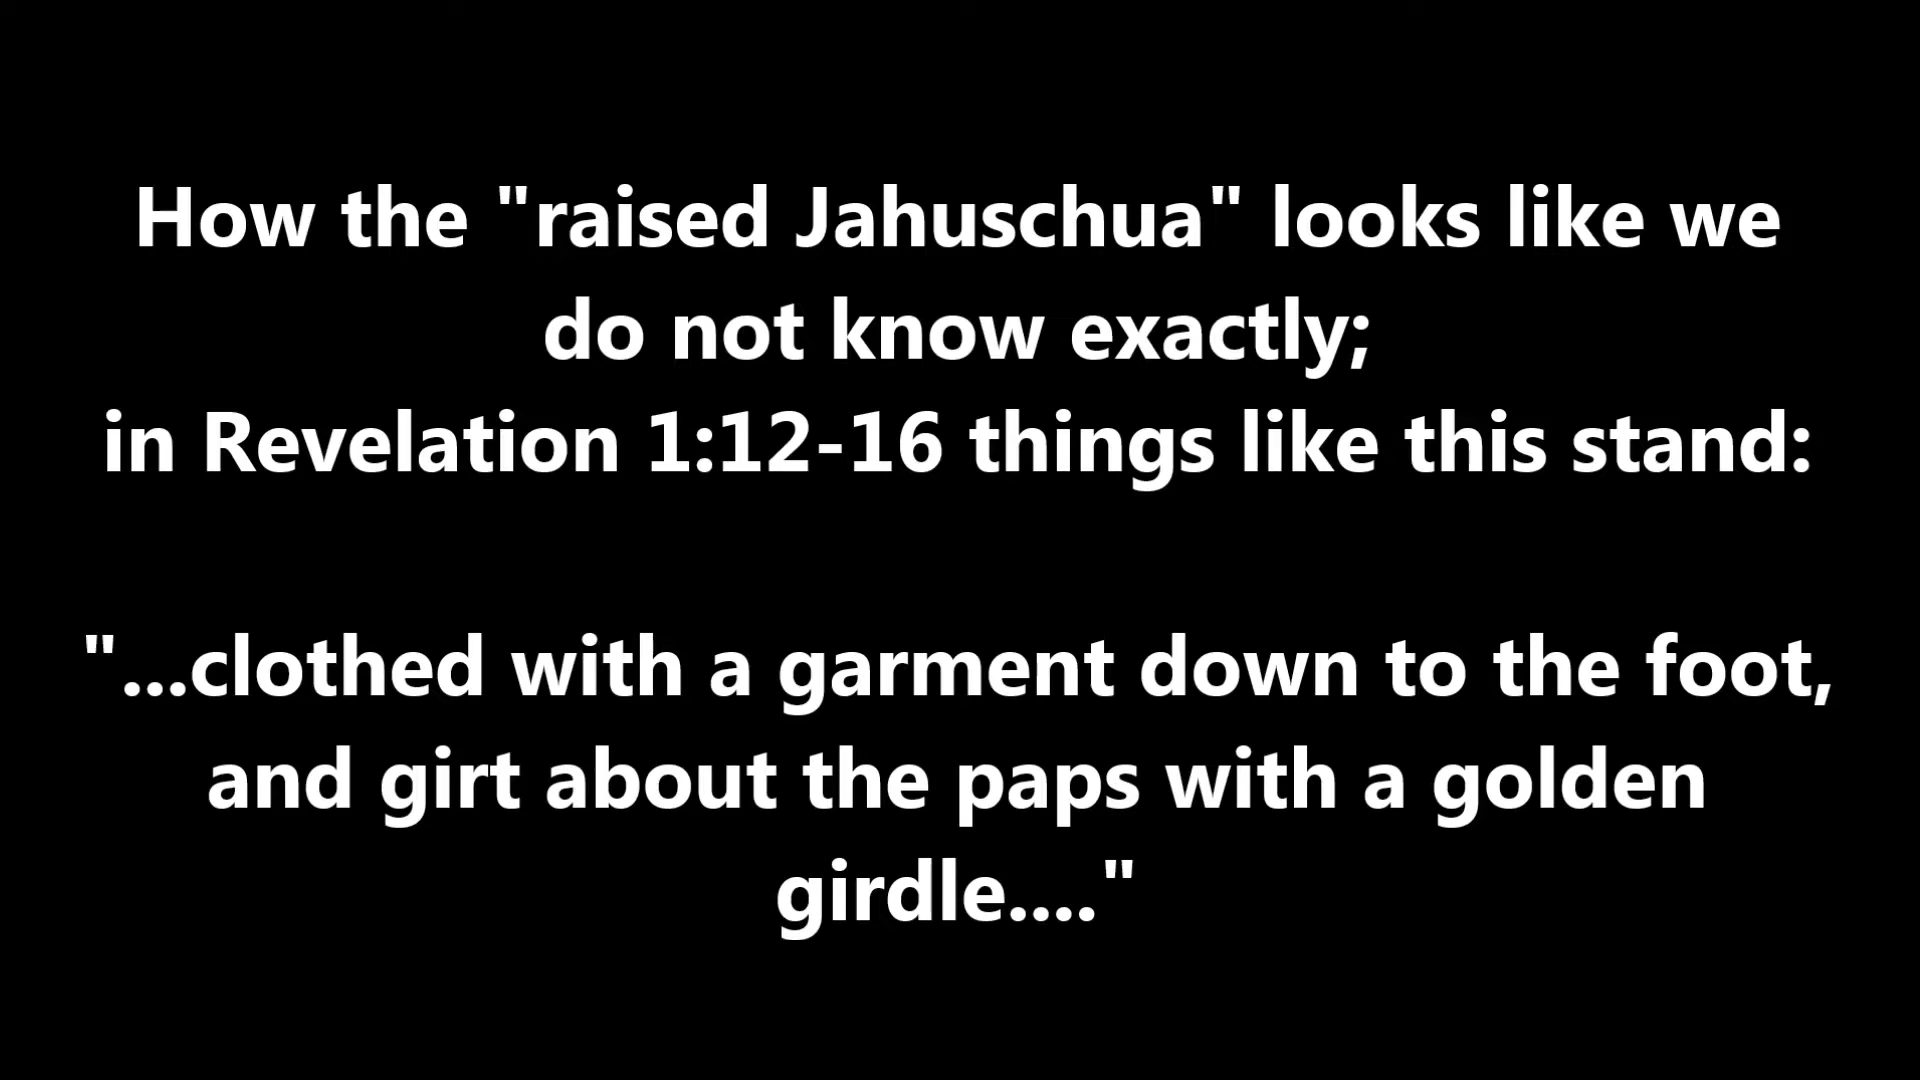 How the "raised Jahuschua" looks like we
do not know exactly;
in Revelation 1:12-16 things like this stand:
"...clothed with a garment down to the foot,
and girt about the paps with a golden
girdle...."